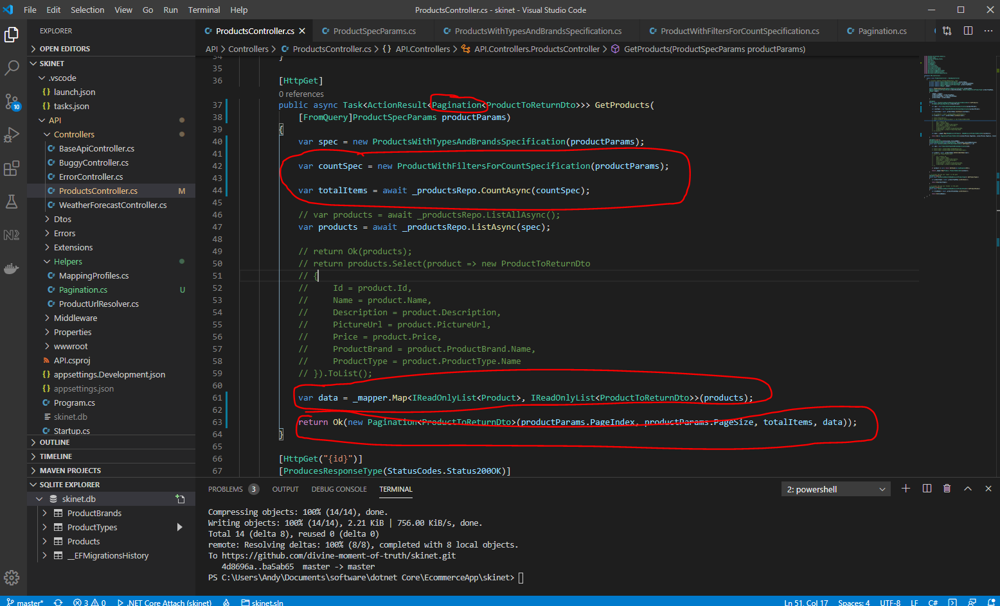 File Edit Selection View Go Run Terminal Help ProductsController.cs - skinet - Visual Studio Code
EXPLORER
OPEN EDITORS
SKINET
.vscode
launch.json
tasks.json
API
Controllers
BaseApiController.cs
BuggyController.cs
ErrorController.cs
ProductsController.cs M
WeatherForecastController.cs
Dtos
Errors
Extensions
Helpers
MappingProfiles.cs
Pagination.cs U
ProductUrlResolver.cs
Middleware
Properties
wwwroot
API.csproj
appsettings.Development.json
appsettings.json
Program.cs
skinet.db
Startup.cs
OUTLINE
TIMELINE
MAVEN PROJECTS
SQLITE EXPLORER
skinet.db
ProductBrands
ProductTypes
Products
__EFMigrationsHistory
10
ProductsController.cs ProductSpecParams.cs ProductsWithTypesAndBrandsSpecification.cs ProductWithFiltersForCountSpecification.cs Pagination.cs
API > Controllers > ProductsController.cs > {} API.Controllers > API.Controllers.ProductsController > GetProducts(ProductSpecParams productParams)
34 }
35
36 [HttpGet]
0 references
37 public async Task<ActionResult<Pagination<ProductToReturnDto>>> GetProducts(
38 [FromQuery]ProductSpecParams productParams)
39 {
40 var spec = new ProductsWithTypesAndBrandsSpecification(productParams);
41
42 var countSpec = new ProductWithFiltersForCountSpecification(productParams);
43
44 var totalItems = await _productsRepo.CountAsync(countSpec);
45
46 // var products = await _productsRepo.ListAllAsync();
47 var products = await _productsRepo.ListAsync(spec);
48
49 // return Ok(products);
50 // return products.Select(product => new ProductToReturnDto
51 // {
52 // Id = product.Id,
53 // Name = product.Name,
54 // Description = product.Description,
55 // PictureUrl = product.PictureUrl,
56 // Price = product.Price,
57 // ProductBrand = product.ProductBrand.Name,
58 // ProductType = product.ProductType.Name
59 // }).ToList();
60
61 var data = _mapper.Map<IReadOnlyList<Product>, IReadOnlyList<ProductToReturnDto>>(products);
62
63 return Ok(new Pagination<ProductToReturnDto>(productParams.PageIndex, productParams.PageSize, totalItems, data));
64 }
65
66 [HttpGet("{id}")]
67 [ProducesResponseType(StatusCodes.Status200OK)]
PROBLEMS 3 OUTPUT DEBUG CONSOLE TERMINAL 2: powershell
Compressing objects: 100% (14/14), done.
Writing objects: 100% (14/14), 2.21 KiB | 756.00 KiB/s, done.
Total 14 (delta 8), reused 0 (delta 0)
remote: Resolving deltas: 100% (8/8), completed with 8 local objects.
To https://github.com/divine-moment-of-truth/skinet.git
4d8696a..ba5ab65 master -> master
PS C:\Users\Andy\Documents\software\dotnet Core\EcommerceApp\skinet>
master* 3 0 .NET Core Attach (skinet) skinet.sln Ln 51, Col 17 Spaces: 4 UTF-8 LF C#